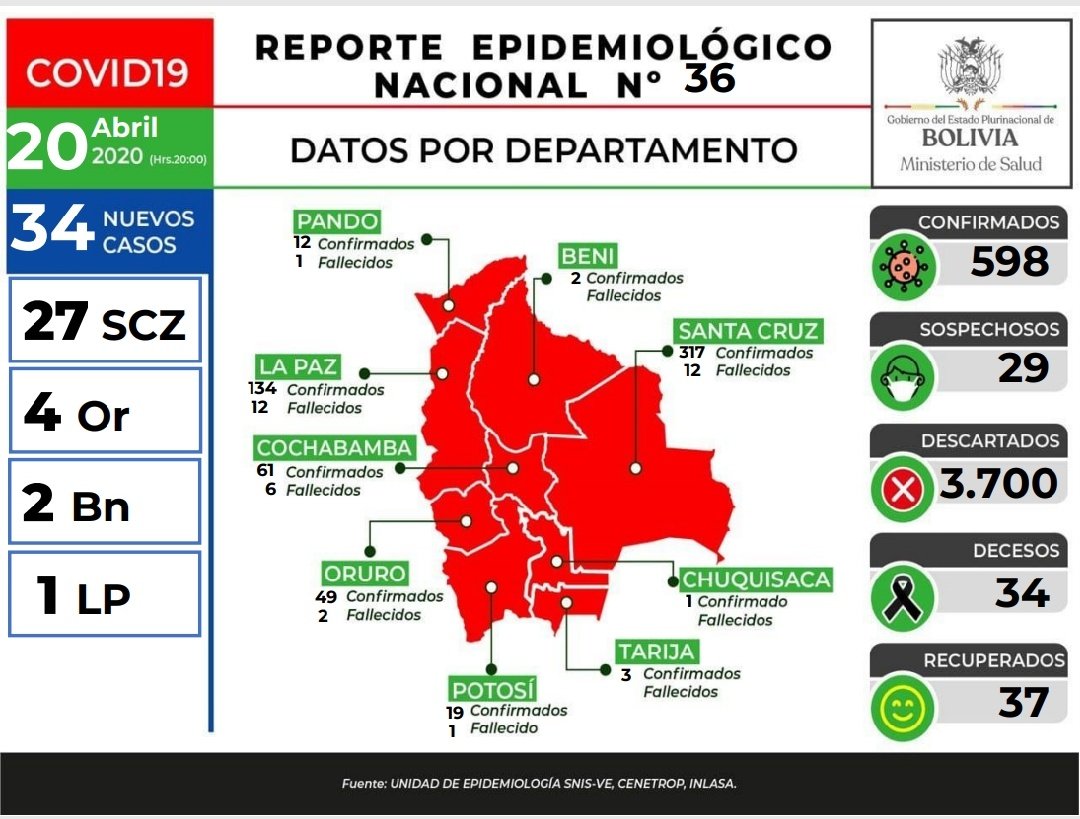 COVID19
REPORTE EPIDEMIOLÓGICO
NACIONAL N° 36
Gobierno del Estado Plurinacional de
BOLIVIA
Ministerio de Salud
20 Abril
2020 (Hrs.20:00)
DATOS POR DEPARTAMENTO
34 NUEVOS
CASOS
27 SCZ
4 Or
2 Bn
1 LP
PANDO
12 Confirmados
1 Fallecidos
BENI
2 Confirmados
Fallecidos
SANTA CRUZ
317 Confirmados
12 Fallecidos
LA PAZ
134 Confirmados
12 Fallecidos
COCHABAMBA
61 Confirmados
6 Fallecidos
ORURO
49 Confirmados
2 Fallecidos
CHUQUISACA
1 Confirmado
Fallecidos
TARIJA
3 Confirmados
Fallecidos
POTOSÍ
19 Confirmados
1 Fallecido
CONFIRMADOS
598
SOSPECHOSOS
29
DESCARTADOS
3.700
DECESOS
34
RECUPERADOS
37
Fuente: UNIDAD DE EPIDEMIOLOGÍA SNIS-VE, CENETROP, INLASA.